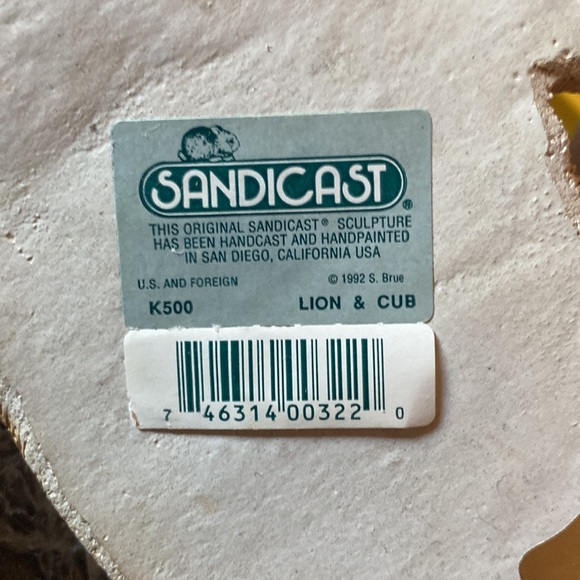 SANDICAST®
THIS ORIGINAL SANDICAST® SCULPTURE
HAS BEEN HANDCAST AND HANDPAINTED
IN SAN DIEGO, CALIFORNIA USA
U.S. AND FOREIGN © 1992 S. Brue
K500 LION & CUB
7 46314 00322 0